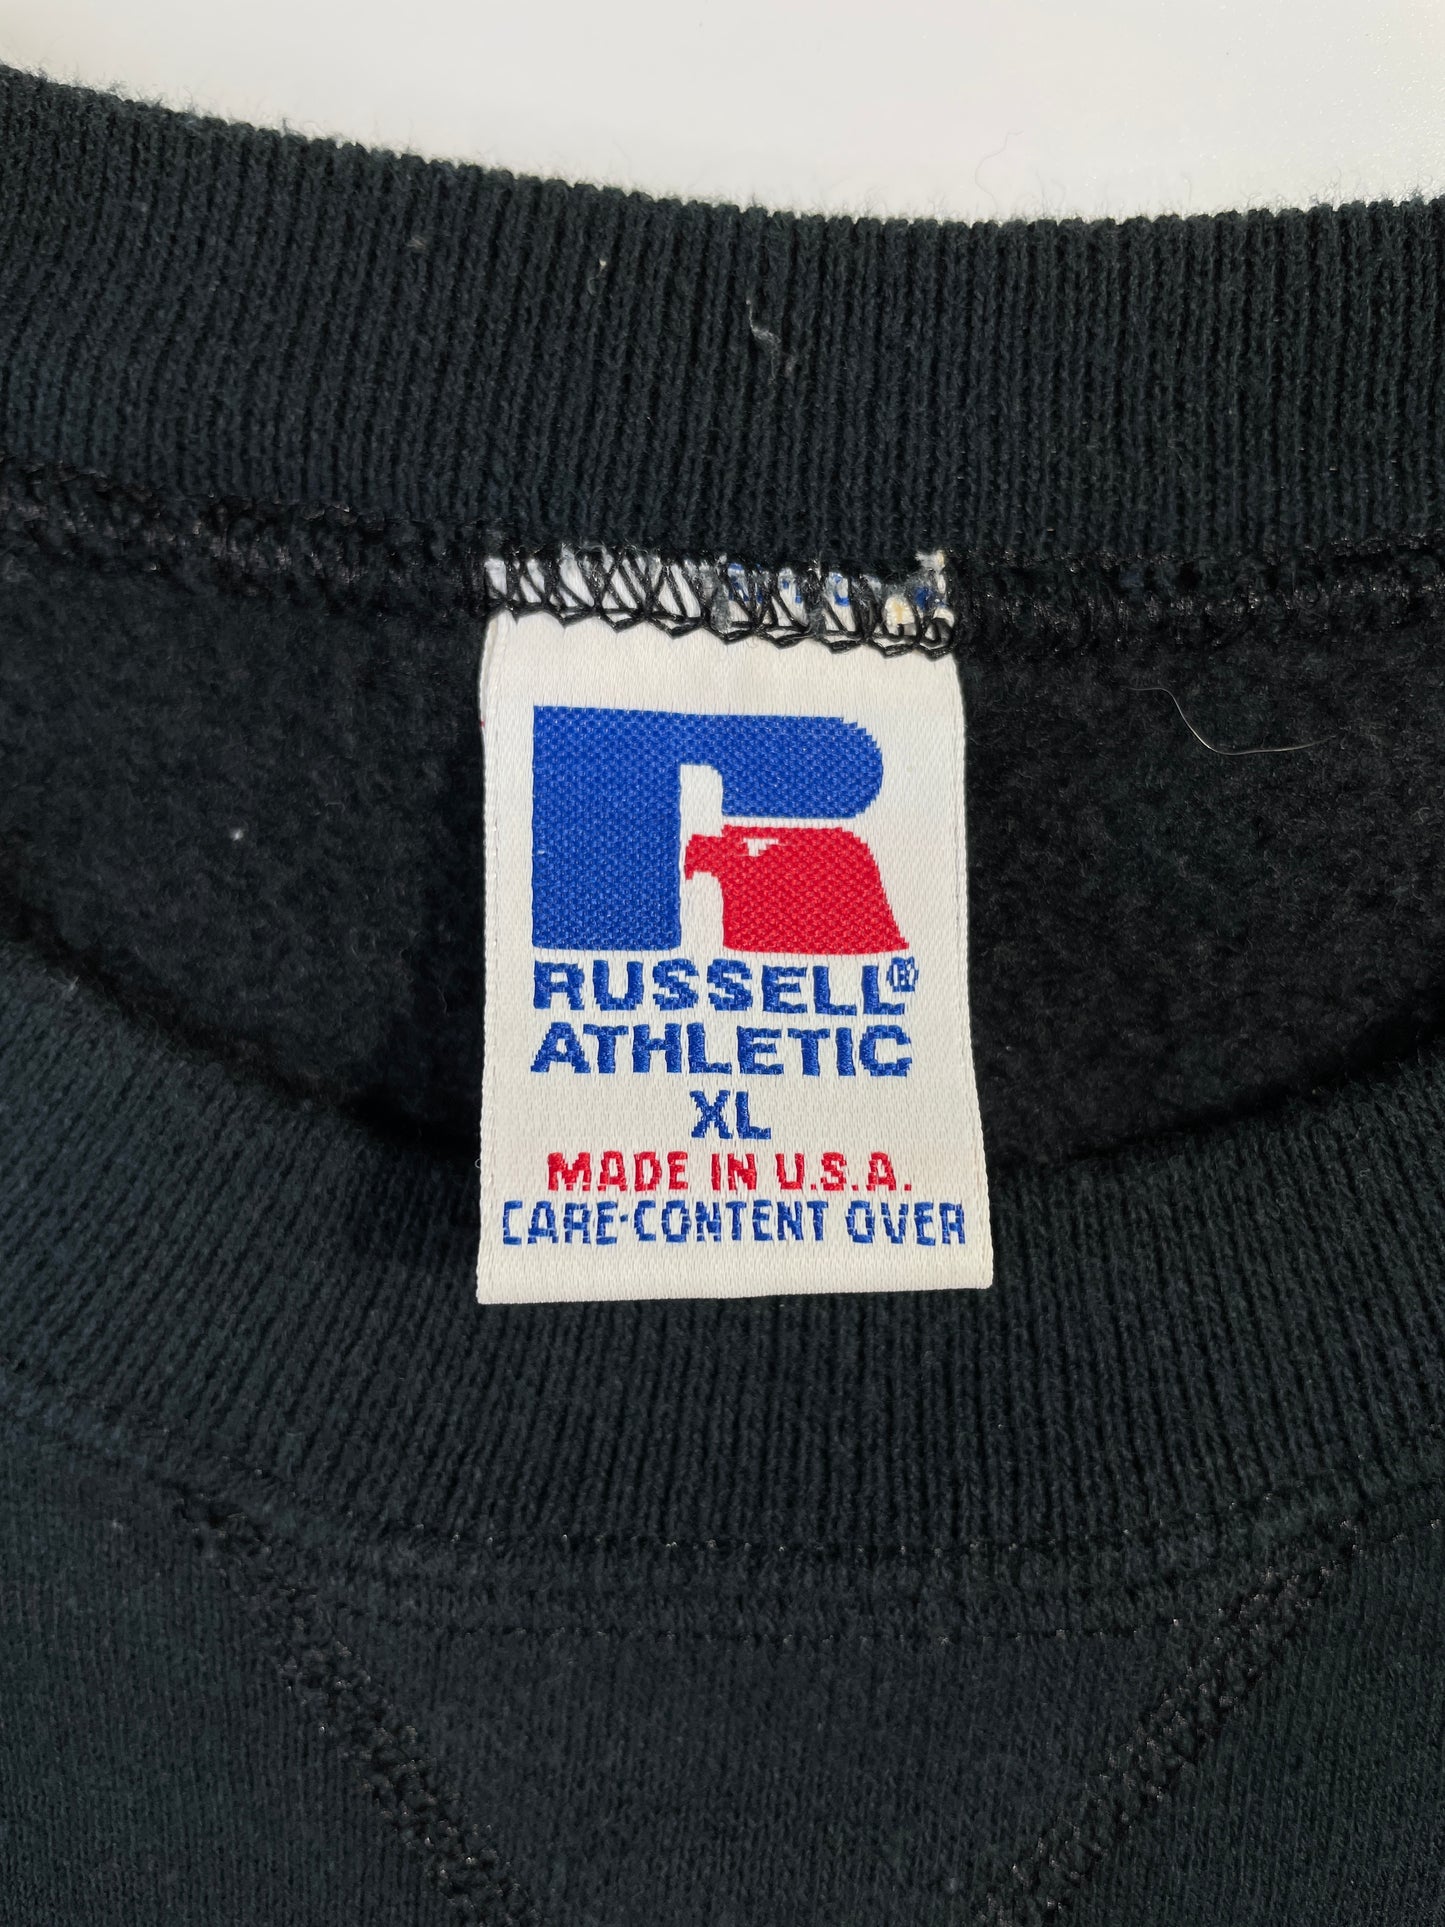 RUSSELL®
ATHLETIC
XL
MADE IN U.S.A.
CARE-CONTENT OVER